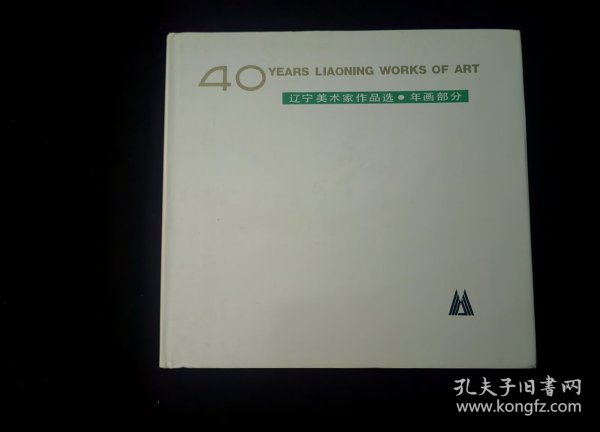 40 YEARS LIAONING WORKS OF ART
辽宁美术家作品选●年画部分
孔夫子旧書网
www.kongfz.com